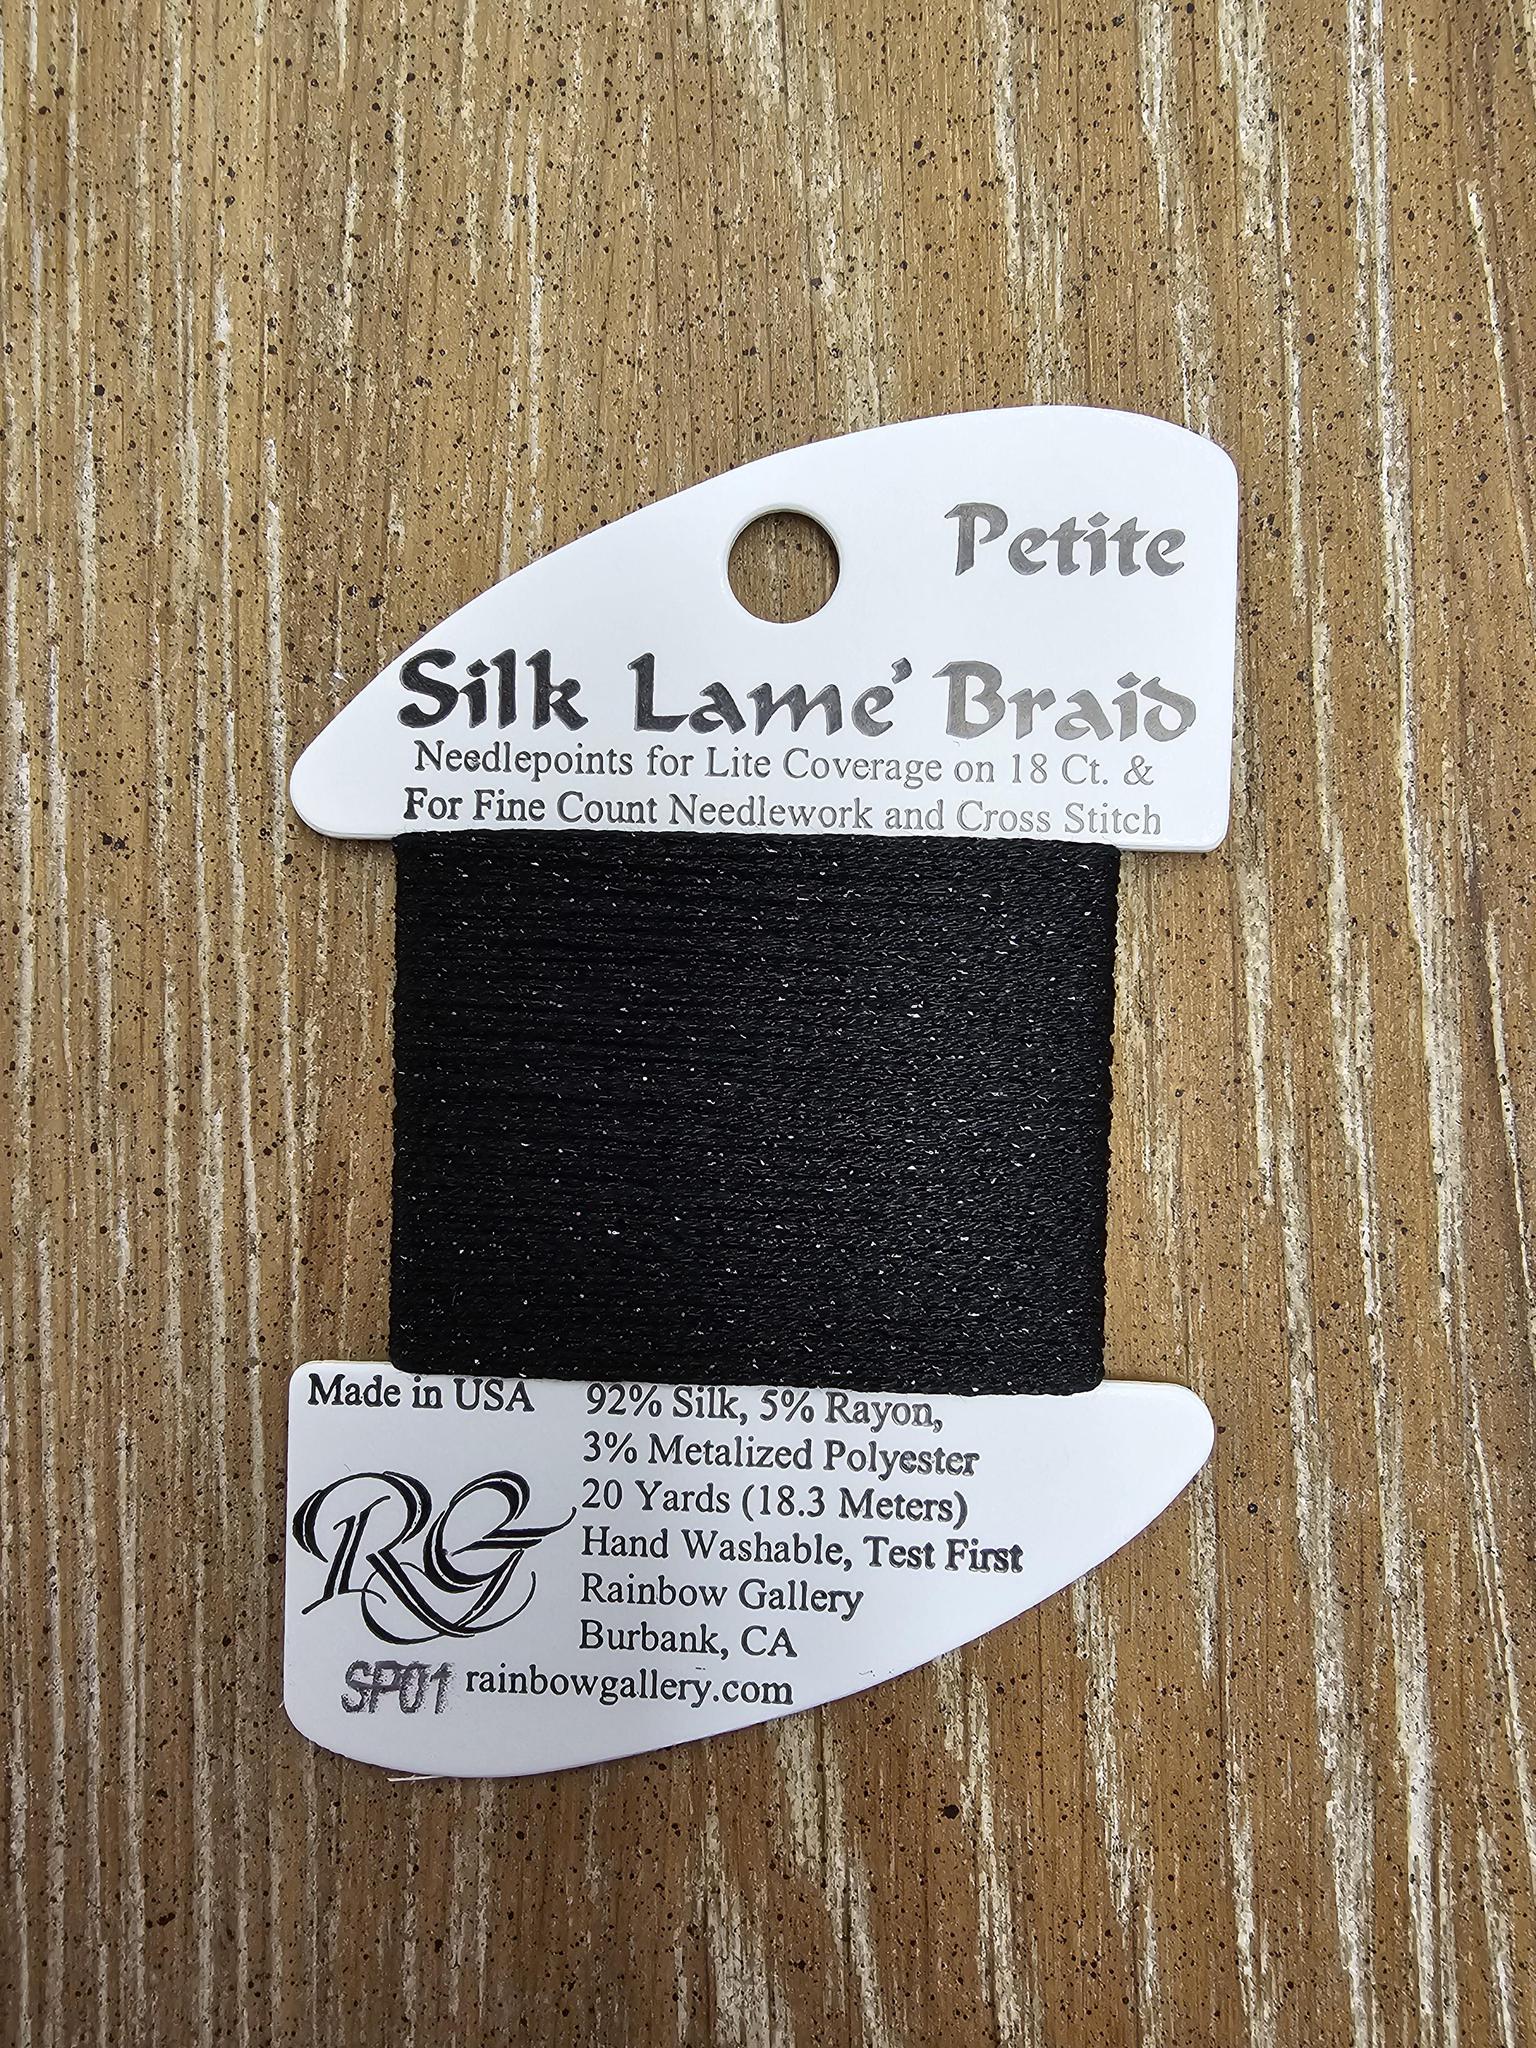 Petite
Silk Lame' Braid
Needlepoints for Lite Coverage on 18 Ct. &
For Fine Count Needlework and Cross Stitch
Made in USA
92% Silk, 5% Rayon,
3% Metalized Polyester
20 Yards (18.3 Meters)
Hand Washable, Test First
Rainbow Gallery
Burbank, CA
rainbowgallery.com
RG
SP01